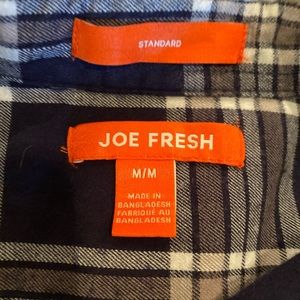 STANDARD
JOE FRESH
M/M
MADE IN
BANGLADESH
FABRIQUÉ AU
BANGLADESH